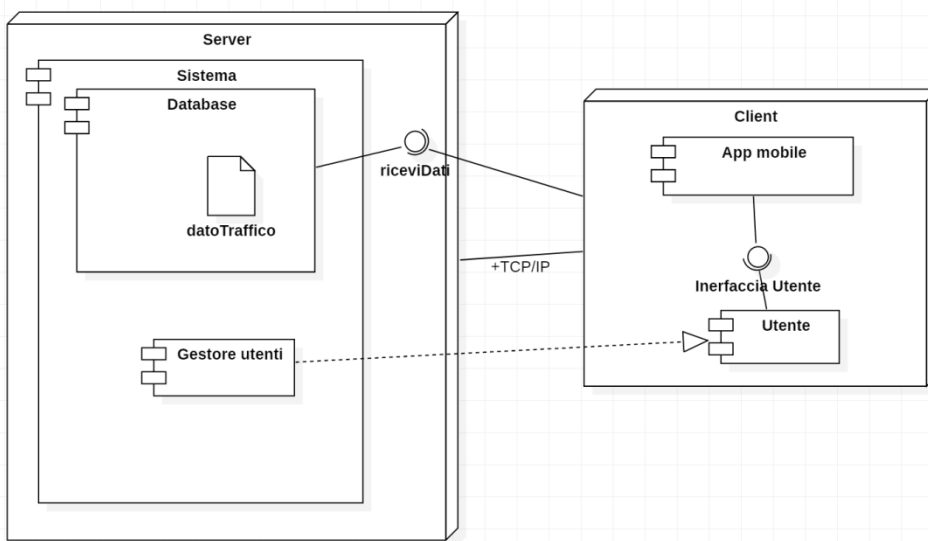 Server
Sistema
Database
datoTraffico
riceviDati
+TCP/IP
Gestore utenti
Client
App mobile
Inerfaccia Utente
Utente